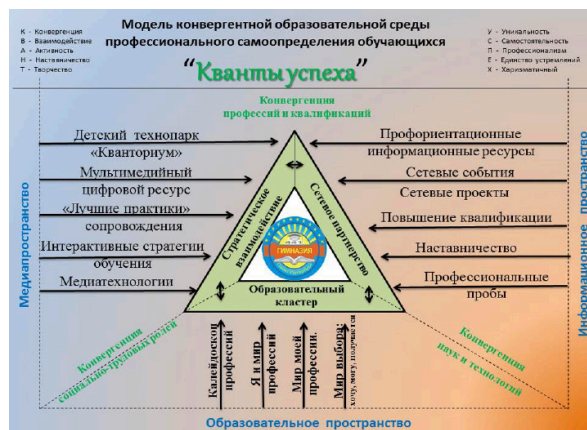 Модель конвергентной образовательной среды
профессионального самоопределения обучающихся
"Кванты успеха"
К - Конвергенция
В - Взаимодействие
А - Активность
Н - Наставничество
Т - Творчество
У - Уникальность
С - Самостоятельность
П - Профессионализм
Е - Единство устремлений
Х - Харизматичный
Конвергенция
профессий и квалификаций
Детский технопарк
«Кванториум»
Мультимедийный
цифровой ресурс
«Лучшие практики»
сопровождения
Интерактивные стратегии
обучения
Медиатехнологии
Профориентационные
информационные ресурсы
Сетевые события
Сетевые проекты
Повышение квалификации
Наставничество
Профессиональные
пробы
Медиапространство
Информационное пространство
Стратегическое
взаимодействие
Сетевое партнерство
ГИМНАЗИЯ
Образовательный
кластер
Конвергенция
социально-трудовых ролей
Конвергенция
наук и технологий
Калейдоскоп
профессий
Я и мир
профессий
Мир моей
профессии.
Мир выбора:
хочу, могу, получается
Образовательное пространство